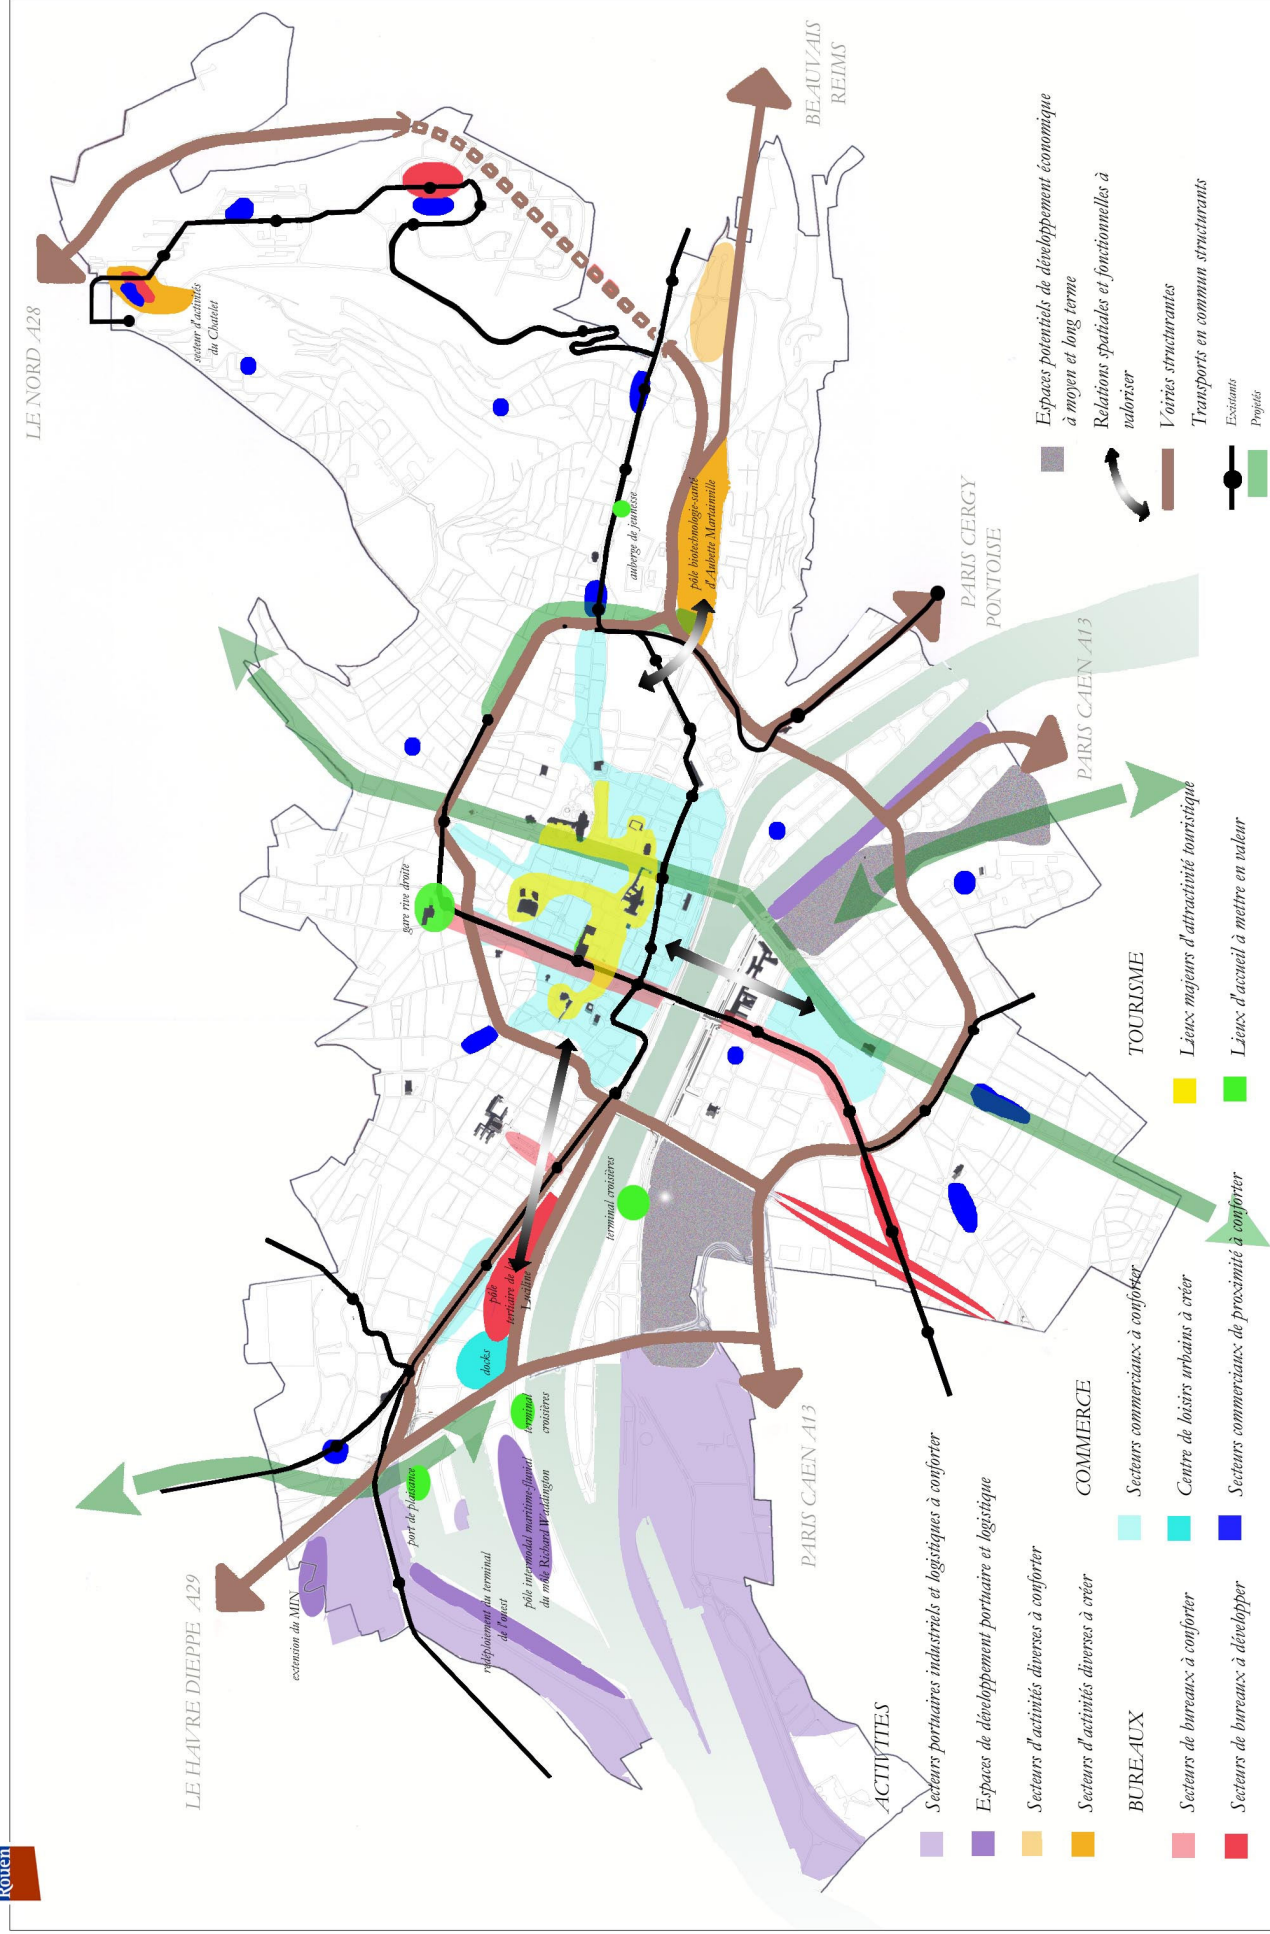 Rouen
LE NORD A28
secteur d'activités
du Chatelet
BEAUVAIS
REIMS
auberge de jeunesse
pôle biotechnologie-santé
d'Aubette Martainville
PARIS CERGY
PONTOISE
PARIS CAEN A13
gare rive droite
terminal croisières
pôle
tertiaire de la
Luciline
docks
terminal
croisières
port de plaisance
pôle intermodal maritime-fluvial
du môle Richard Waddington
redéploiement du terminal
de l'ouest
extension du MIN
LE HAVRE DIEPPE A29
PARIS CAEN A13
ACTIVITES
Secteurs portuaires industriels et logistiques à conforter
Espaces de développement portuaire et logistique
Secteurs d'activités diverses à conforter
Secteurs d'activités diverses à créer
BUREAUX
Secteurs de bureaux à conforter
Secteurs de bureaux à développer
COMMERCE
Secteurs commerciaux à conforter
Centre de loisirs urbains à créer
Secteurs commerciaux de proximité à conforter
TOURISME
Lieux majeurs d'attractivité touristique
Lieux d'accueil à mettre en valeur
Espaces potentiels de développement économique
à moyen et long terme
Relations spatiales et fonctionnelles à
valoriser
Voiries structurantes
Transports en commun structurants
Existants
Projetés